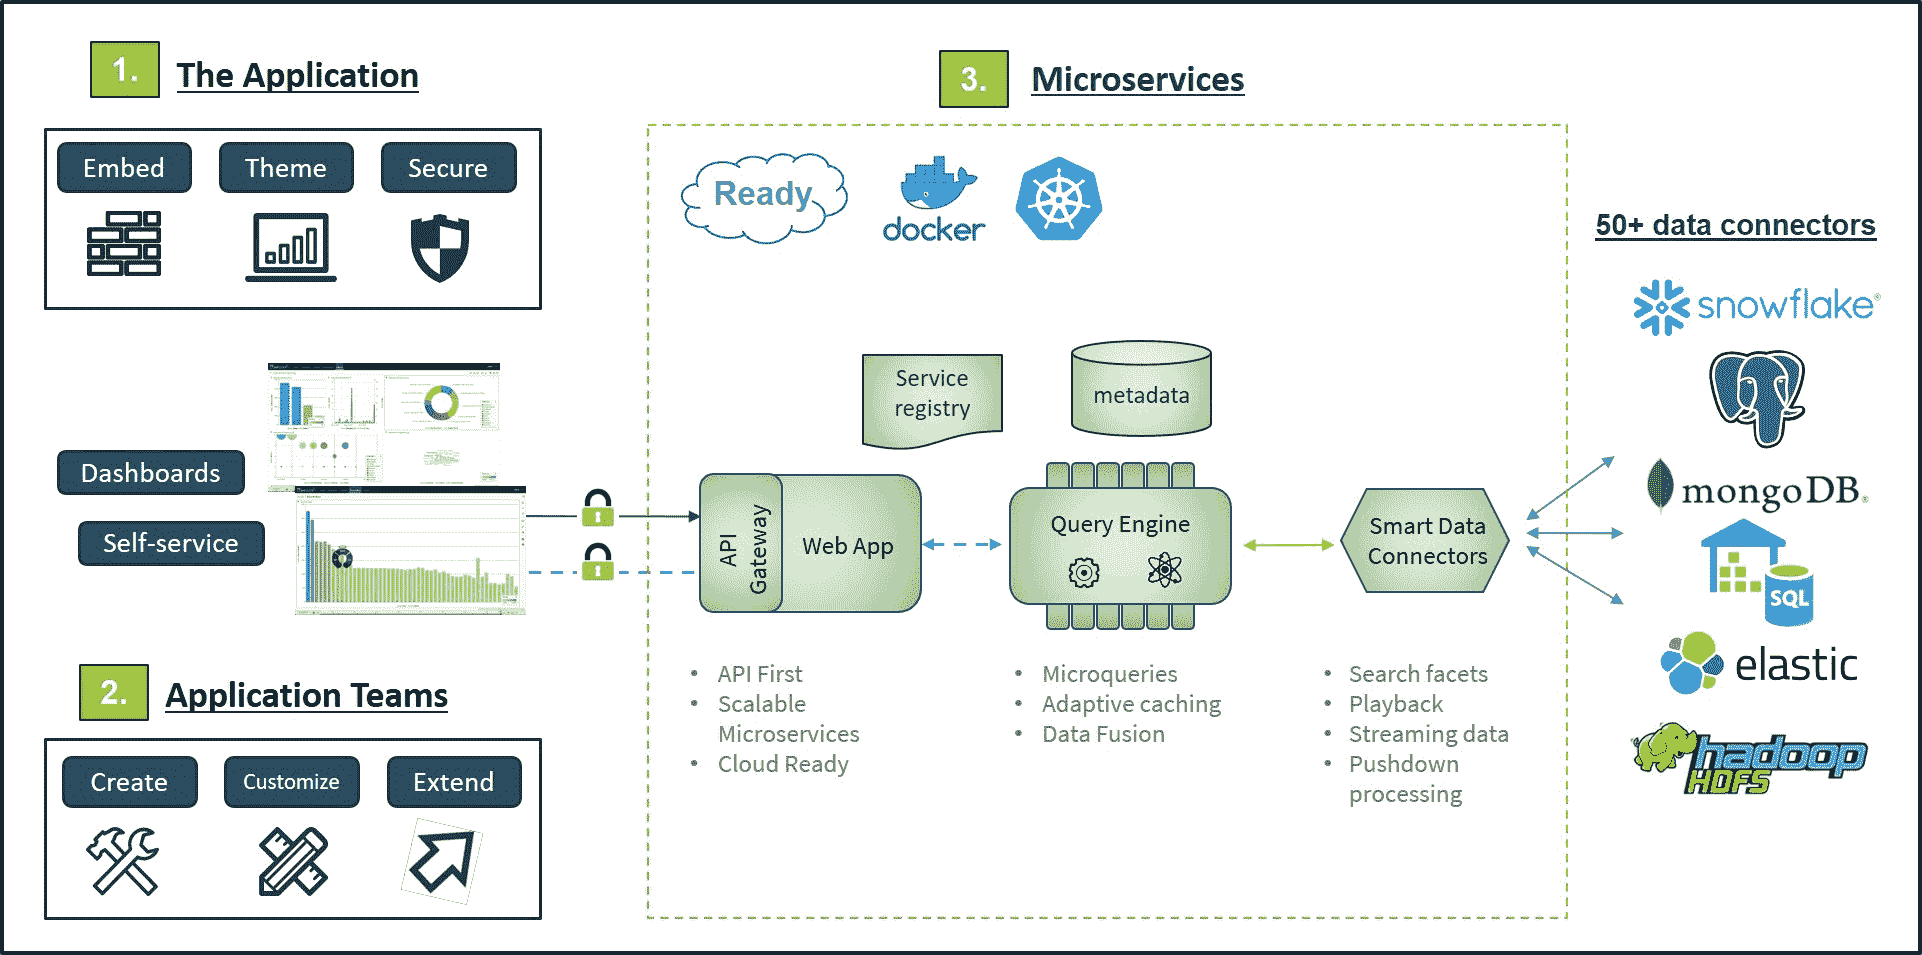 1.
The Application
Embed
Theme
Secure
Dashboards
Self-service
2.
Application Teams
Create
Customize
Extend
3.
Microservices
Ready
docker
Service
registry
metadata
API
Gateway
Web App
Query Engine
Smart Data
Connectors
• API First
• Scalable
Microservices
• Cloud Ready
• Microqueries
• Adaptive caching
• Data Fusion
• Search facets
• Playback
• Streaming data
• Pushdown
processing
50+ data connectors
snowflake®
mongoDB®
SQL
elastic
hadoop
HDFS